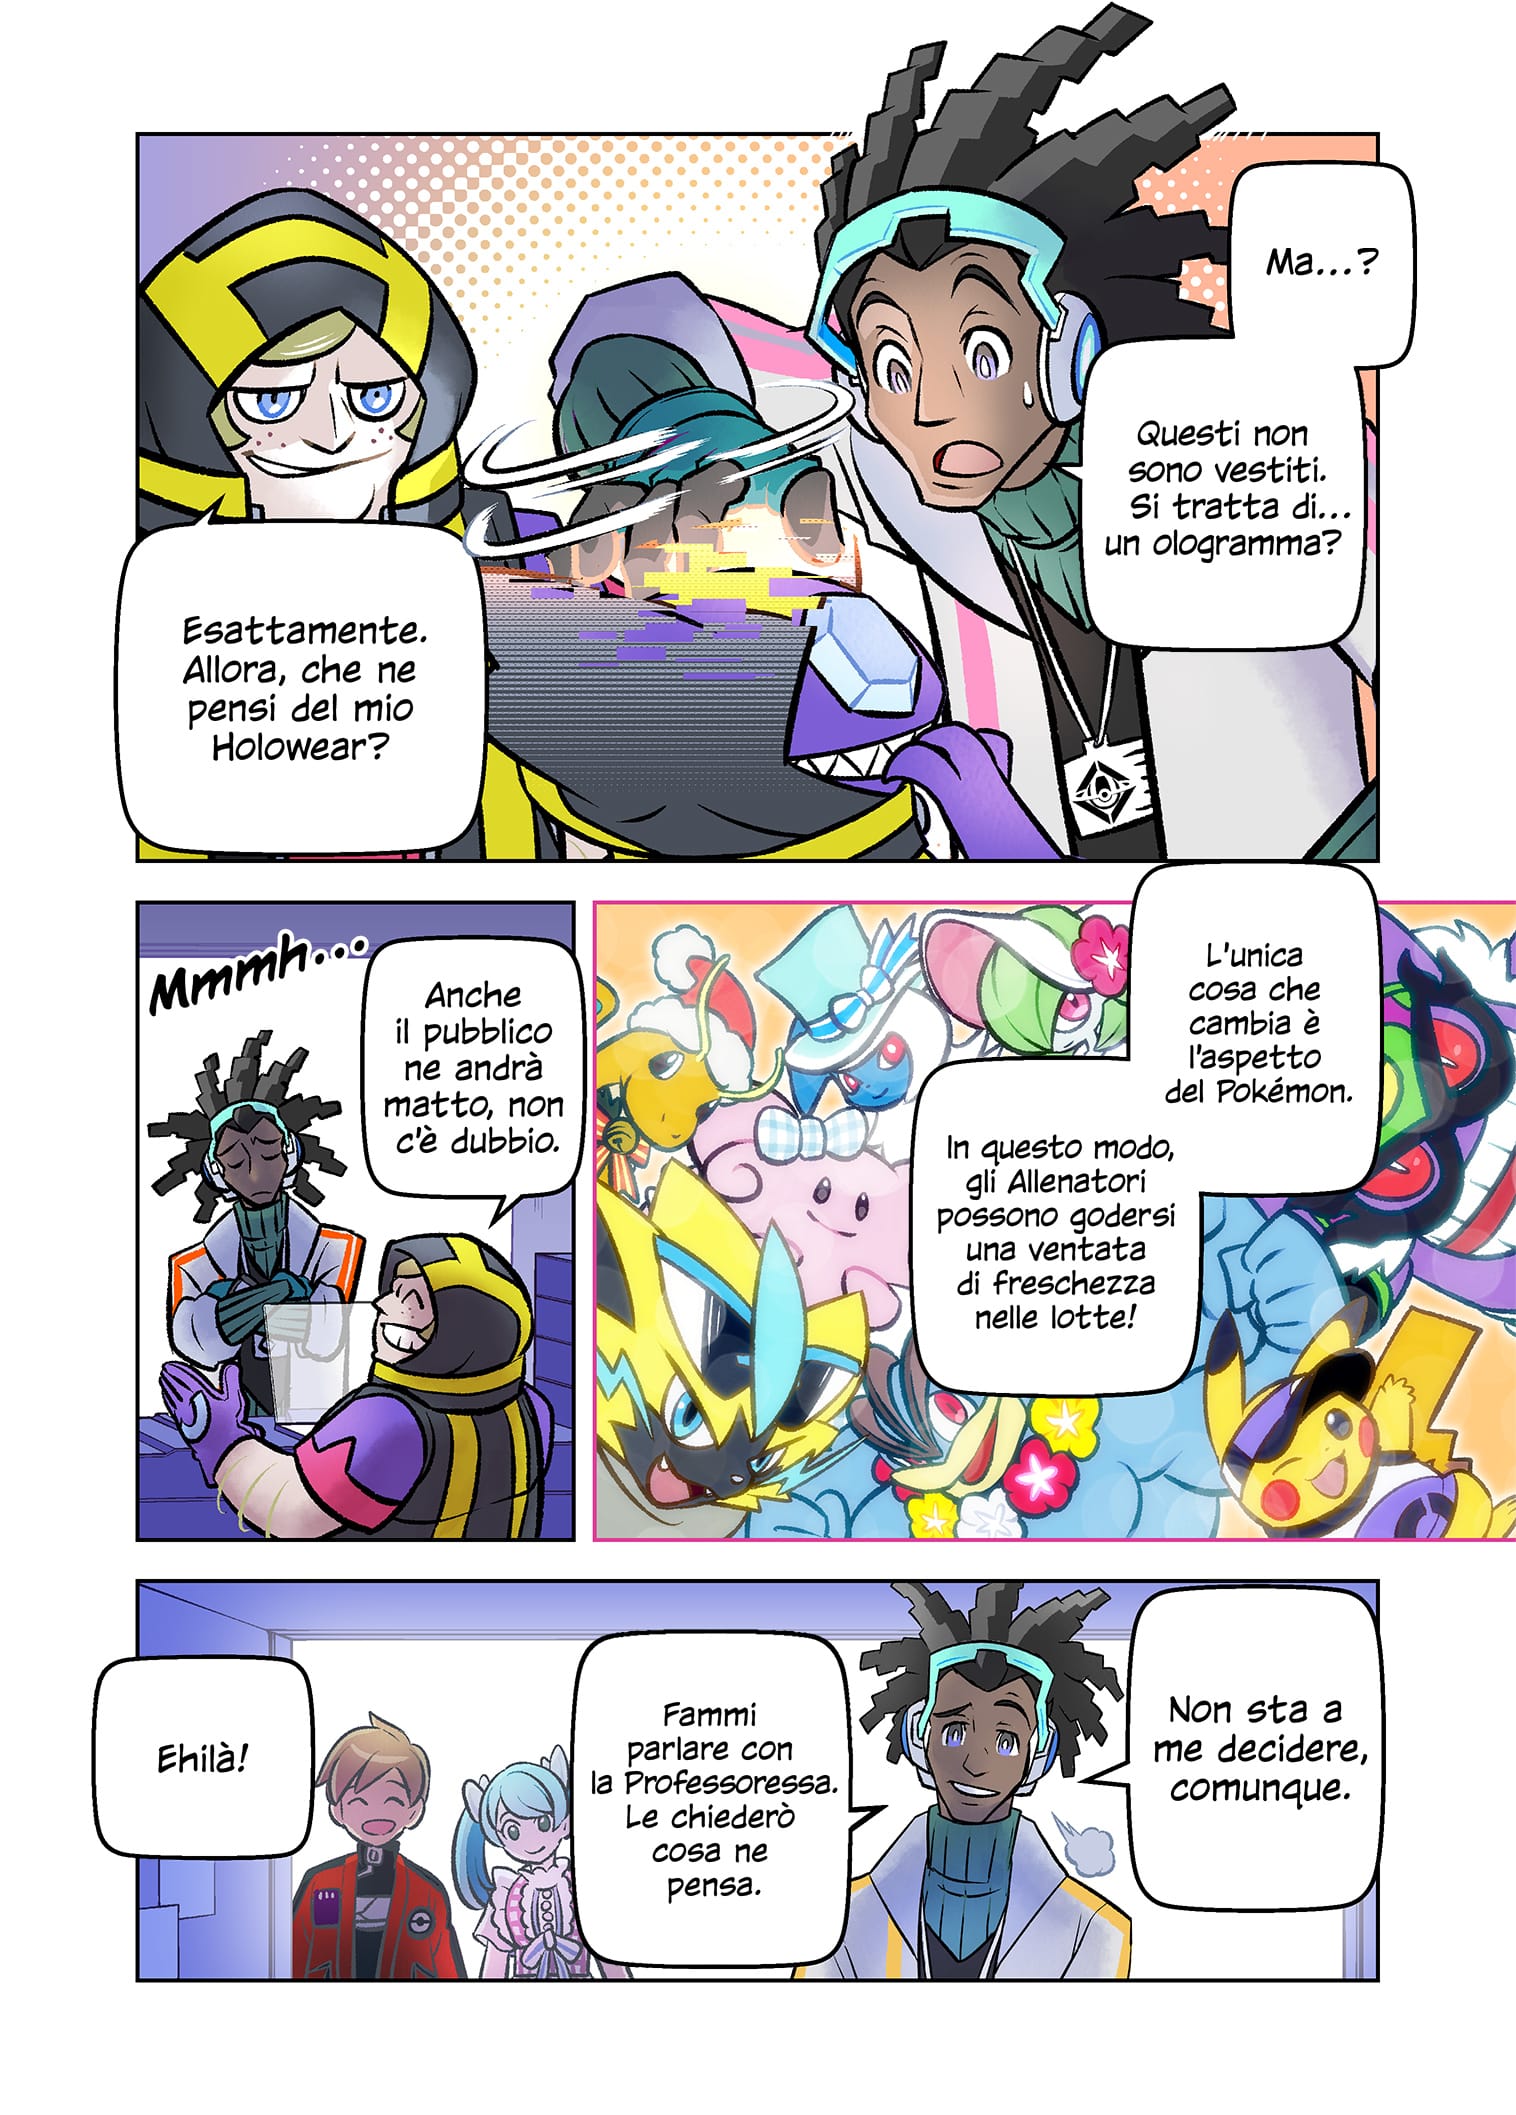 Ma...?
Questi non
sono vestiti.
Si tratta di...
un ologramma?
Esattamente.
Allora, che ne
pensi del mio
Holowear?
L'unica
cosa che
cambia è
l'aspetto
del Pokémon.
In questo modo,
gli Allenatori
possono godersi
una ventata
di freschezza
nelle lotte!
Anche
il pubblico
ne andrà
matto, non
c'è dubbio.
Mmmh...
Non sta a
me decidere,
comunque.
Fammi
parlare con
la Professoressa.
Le chiederò
cosa ne
pensa.
Ehilà!